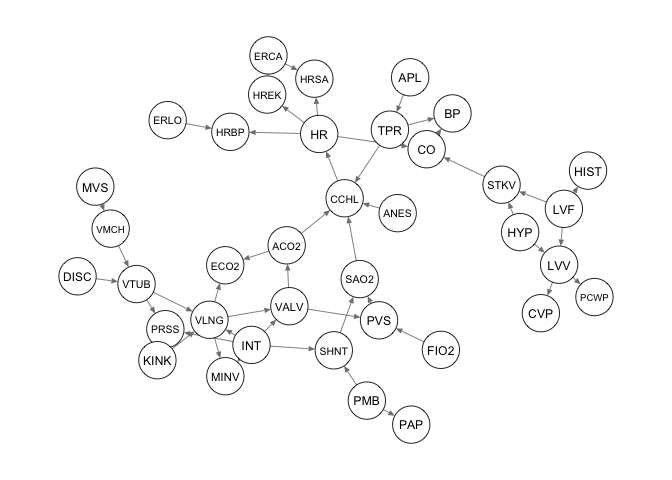 ERCA
HRSA
APL
HREK
BP
ERLO
HRBP
HR
TPR
CO
HIST
MVS
CCHL
STKV
ANES
LVF
VMCH
HYP
ACO2
ECO2
LVV
DISC
VTUB
SAO2
PCWP
VALV
CVP
VLNG
PVS
PRSS
INT
SHNT
FIO2
KINK
MINV
PMB
PAP